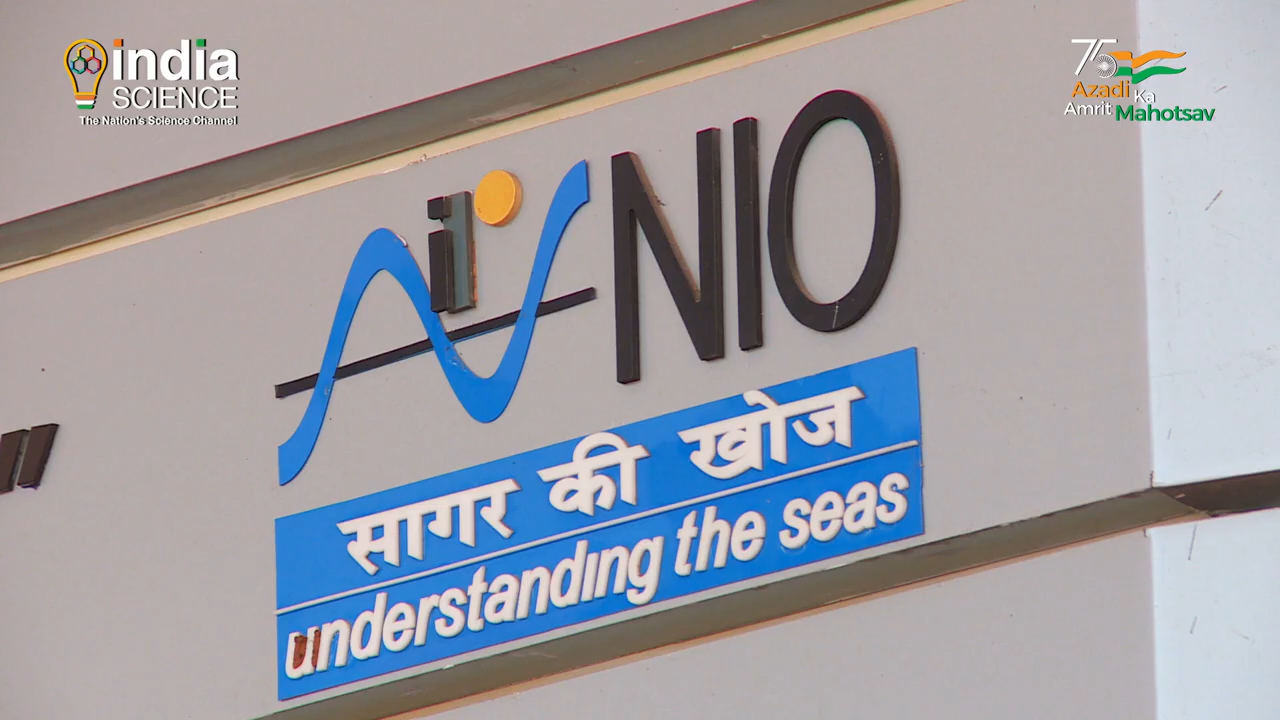 india
SCIENCE
The Nation's Science Channel
75
Azadi
Ka
Amrit Mahotsav
NIO
सागर की खोज
understanding the seas